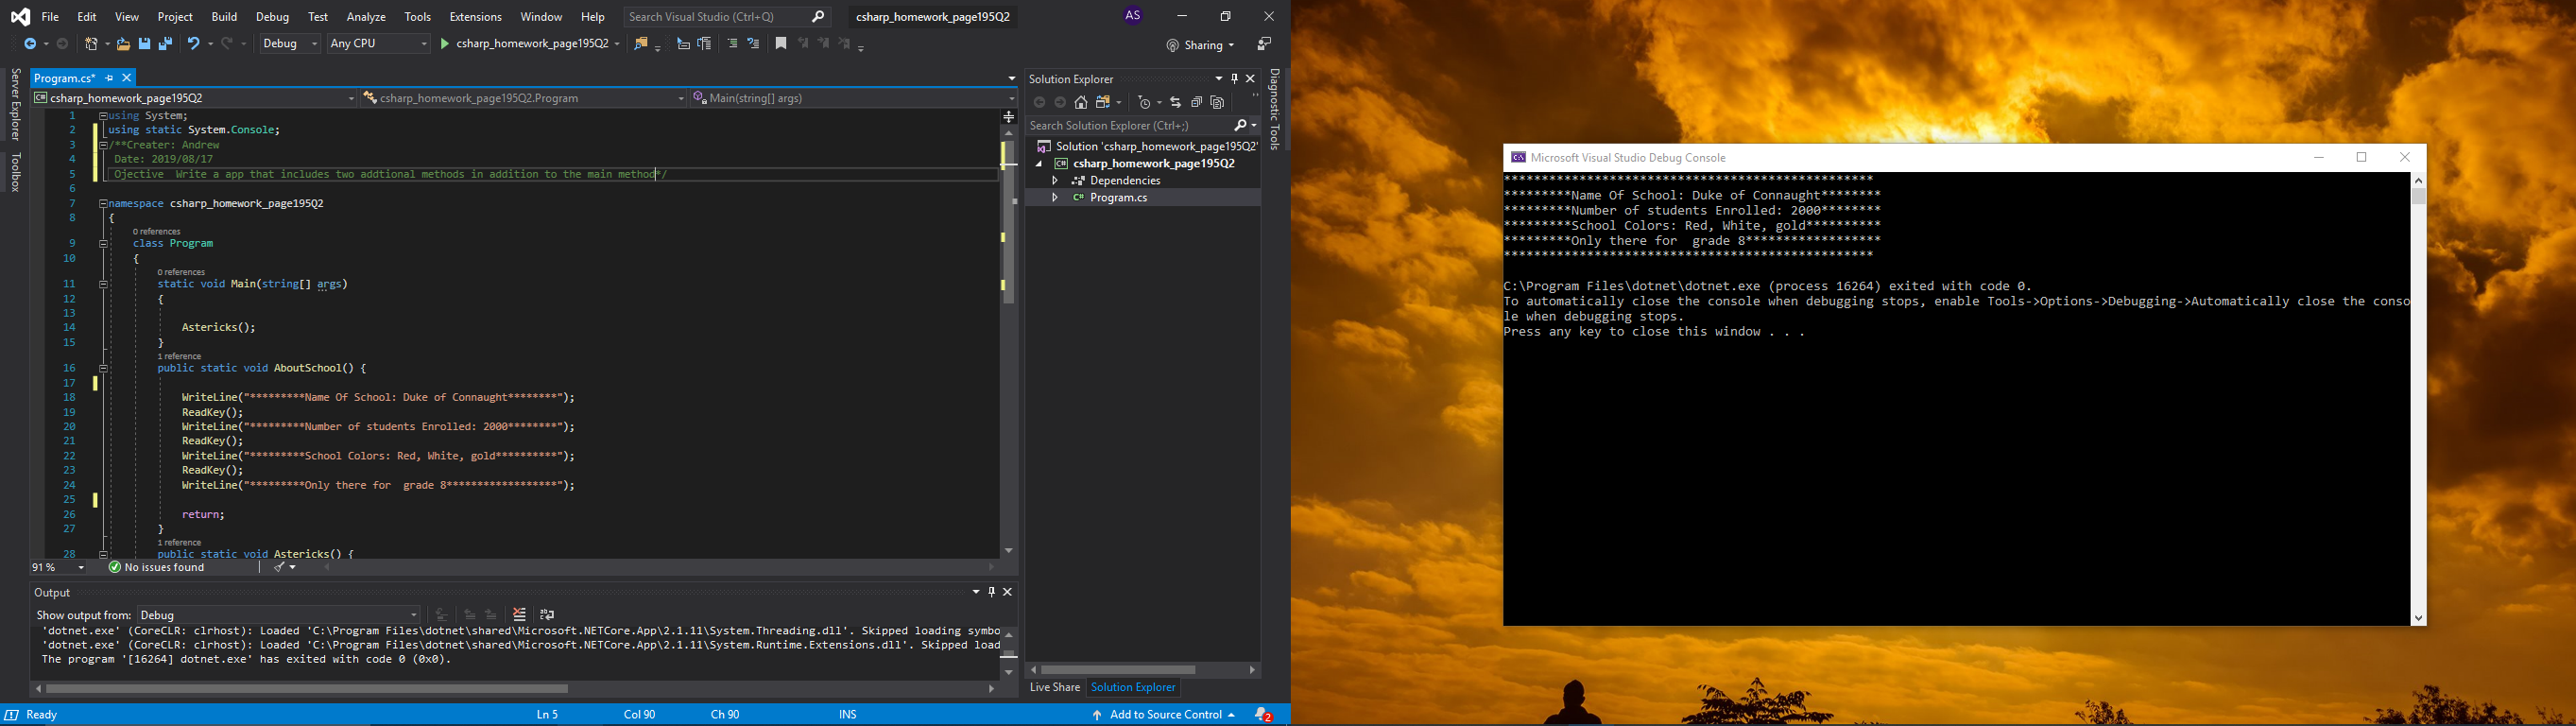 File Edit View Project Build Debug Test Analyze Tools Extensions Window Help Search Visual Studio (Ctrl+Q) csharp_homework_page195Q2 AS
Debug Any CPU csharp_homework_page195Q2 Sharing
Server Explorer
Toolbox
Program.cs*
csharp_homework_page195Q2 csharp_homework_page195Q2.Program Main(string[] args)
1 using System;
2 using static System.Console;
3 /**Creater: Andrew
4 Date: 2019/08/17
5 Ojective  Write a app that includes two addtional methods in addition to the main method*/
6
7 namespace csharp_homework_page195Q2
8 {
0 references
9 class Program
10 {
0 references
11 static void Main(string[] args)
12 {
13
14 Astericks();
15 }
1 reference
16 public static void AboutSchool() {
17
18 WriteLine("*********Name Of School: Duke of Connaught********");
19 ReadKey();
20 WriteLine("*********Number of students Enrolled: 2000********");
21 ReadKey();
22 WriteLine("*********School Colors: Red, White, gold**********");
23 ReadKey();
24 WriteLine("*********Only there for  grade 8******************");
25
26 return;
27 }
1 reference
28 public static void Astericks() {
91 % No issues found
Output
Show output from: Debug
'dotnet.exe' (CoreCLR: clrhost): Loaded 'C:\Program Files\dotnet\shared\Microsoft.NETCore.App\2.1.11\System.Threading.dll'. Skipped loading symbo
'dotnet.exe' (CoreCLR: clrhost): Loaded 'C:\Program Files\dotnet\shared\Microsoft.NETCore.App\2.1.11\System.Runtime.Extensions.dll'. Skipped load
The program '[16264] dotnet.exe' has exited with code 0 (0x0).
Ready Ln 5 Col 90 Ch 90 INS Add to Source Control 2
Solution Explorer
Search Solution Explorer (Ctrl+;)
Solution 'csharp_homework_page195Q2'
C# csharp_homework_page195Q2
Dependencies
C# Program.cs
Live Share Solution Explorer
Diagnostic Tools
Microsoft Visual Studio Debug Console
*************************************************
*********Name Of School: Duke of Connaught********
*********Number of students Enrolled: 2000********
*********School Colors: Red, White, gold**********
*********Only there for  grade 8******************
*************************************************
C:\Program Files\dotnet\dotnet.exe (process 16264) exited with code 0.
To automatically close the console when debugging stops, enable Tools->Options->Debugging->Automatically close the conso
le when debugging stops.
Press any key to close this window . . .